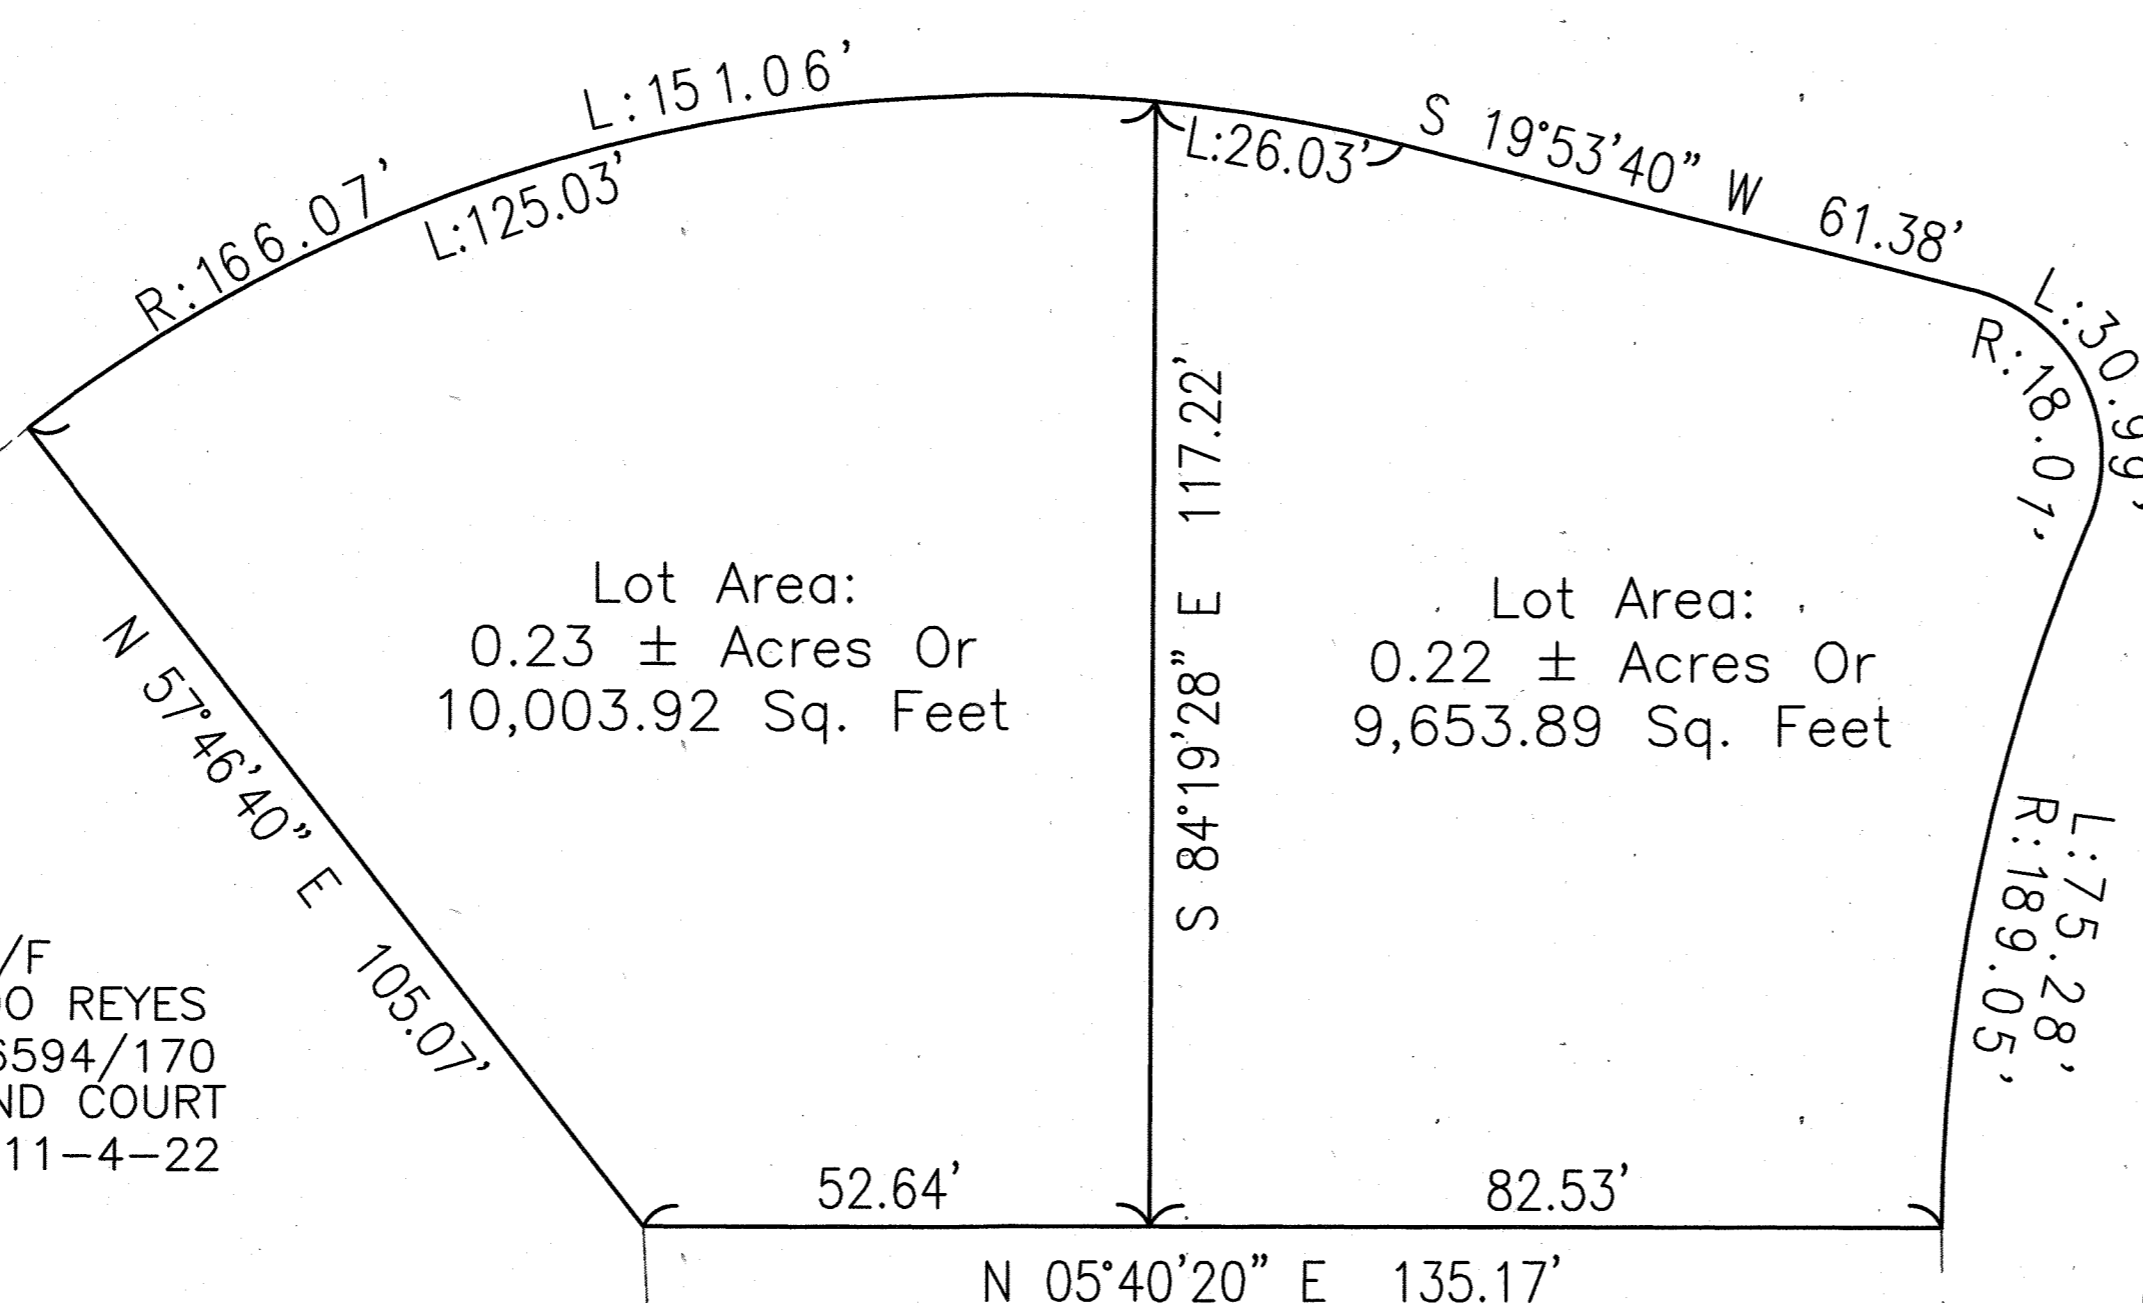 L:151.06'
R:166.07'
L:125.03'
L:26.03'
S 19°53'40" W 61.38'
L:30.99'
R:18.01'
S 84°19'28" E 117.22'
Lot Area:
0.23 ± Acres Or
10,003.92 Sq. Feet
Lot Area:
0.22 ± Acres Or
9,653.89 Sq. Feet
N 57°46'40" E 105.07'
L:75.28'
R:189.05'
/F
O REYES
6594/170
ND COURT
11-4-22
52.64'
82.53'
N 05°40'20" E 135.17'